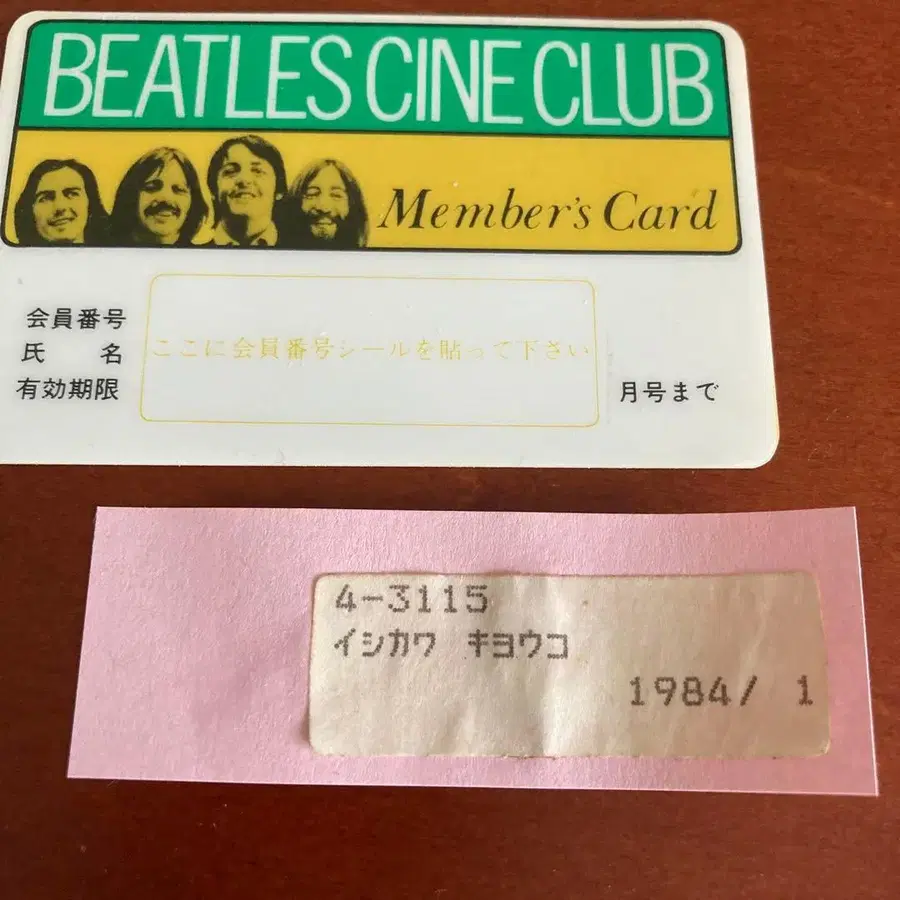 BEATLES CINE CLUB
Member's Card
会員番号
氏 名
有効期限
ここに会員番号シールを貼って下さい
月号まで
4-3115
イシカワ キヨウコ
1984/ 1